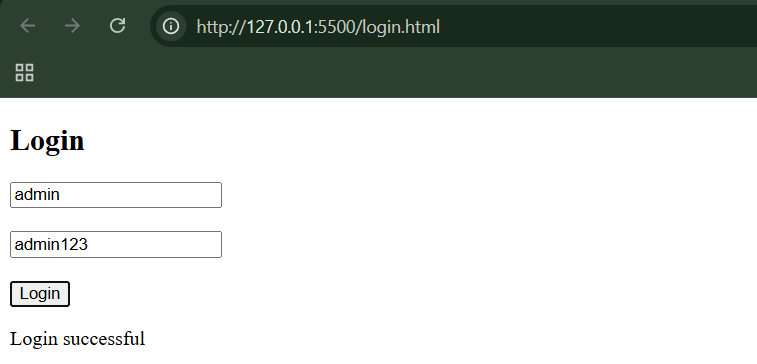 http://127.0.0.1:5500/login.html
Login
admin
admin123
Login
Login successful